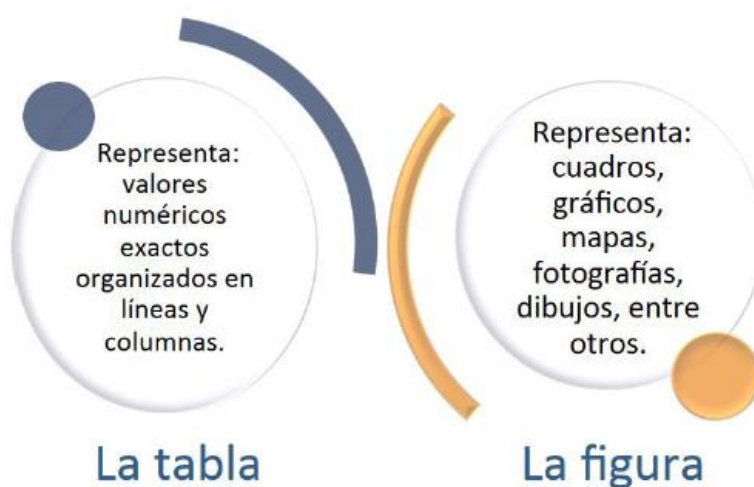 Representa:
valores
numéricos
exactos
organizados en
líneas y
columnas.
La tabla
Representa:
cuadros,
gráficos,
mapas,
fotografías,
dibujos, entre
otros.
La figura